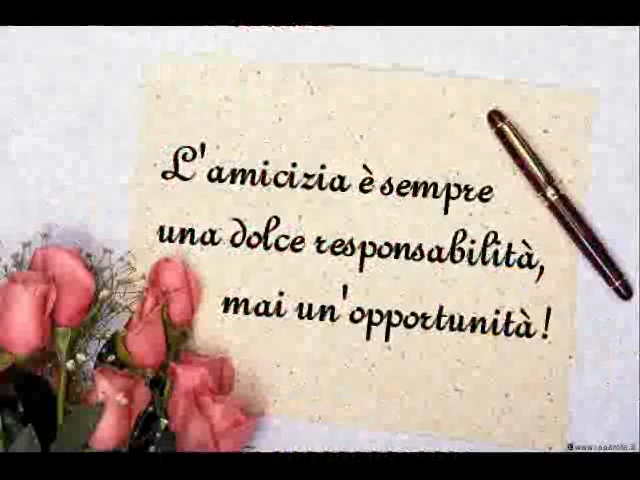 L'amicizia è sempre
una dolce responsabilità,
mai un'opportunità!